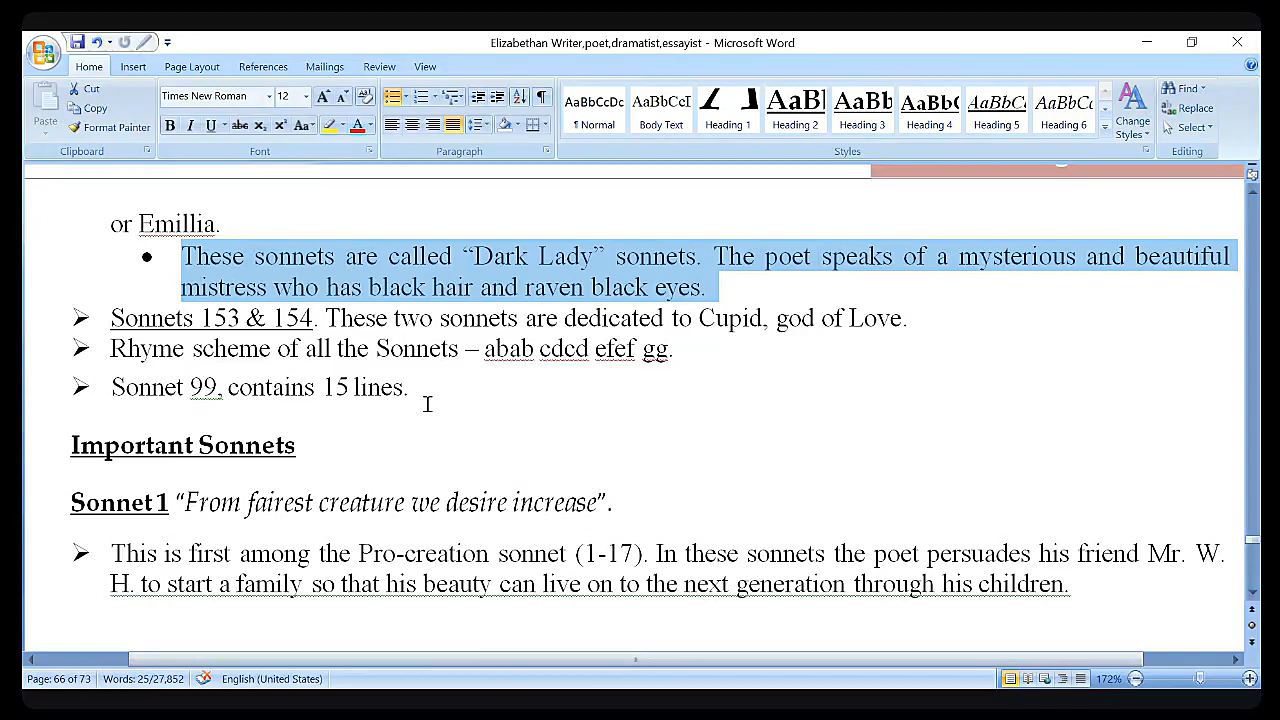 Elizabethan Writer,poet,dramatist,essayist - Microsoft Word
Home Insert Page Layout References Mailings Review View
Paste
Cut
Copy
Format Painter
Clipboard
Times New Roman 12
Font
Paragraph
AaBbCcDc AaBbCcI AaBl AaBb AaBbCc AaBbC AaBbCc
¶ Normal Body Text Heading 1 Heading 2 Heading 3 Heading 4 Heading 5 Heading 6
Change Styles
Styles
Find
Replace
Select
Editing
or Emillia.
• These sonnets are called “Dark Lady” sonnets. The poet speaks of a mysterious and beautiful
mistress who has black hair and raven black eyes.
➢ Sonnets 153 & 154. These two sonnets are dedicated to Cupid, god of Love.
➢ Rhyme scheme of all the Sonnets – abab cdcd efef gg.
➢ Sonnet 99, contains 15 lines.
Important Sonnets
Sonnet 1 “From fairest creature we desire increase”.
➢ This is first among the Pro-creation sonnet (1-17). In these sonnets the poet persuades his friend Mr. W.
H. to start a family so that his beauty can live on to the next generation through his children.
Page: 66 of 73 Words: 25/27,852 English (United States) 172%